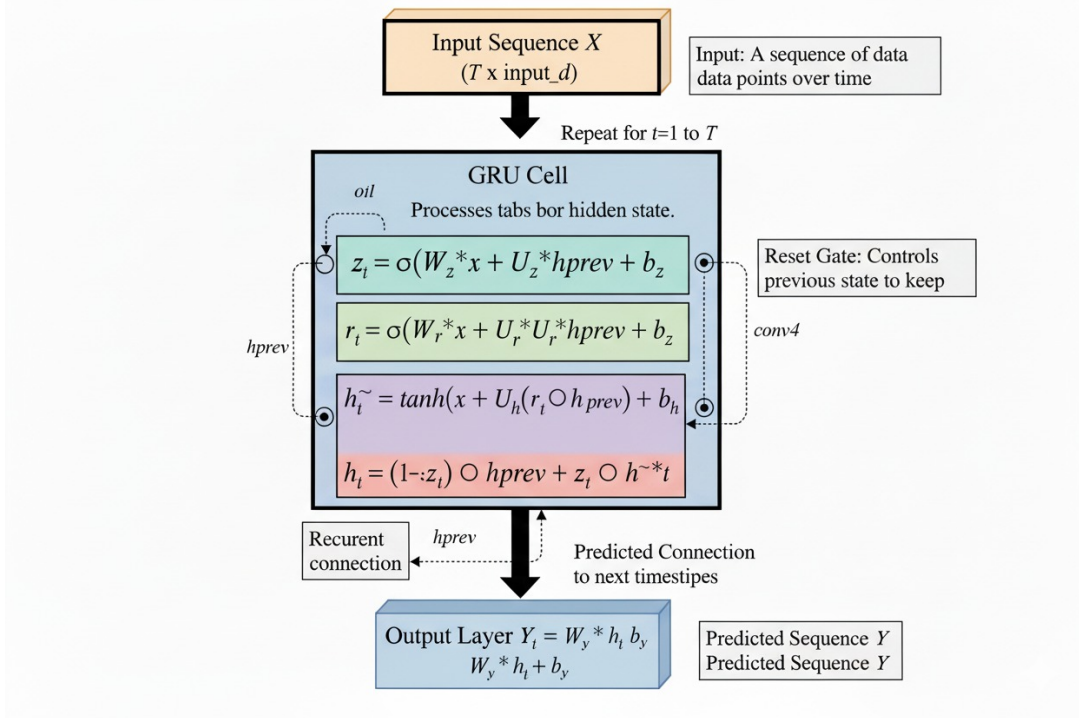 Input Sequence X
(T x input_d)
Input: A sequence of data
data points over time
Repeat for t=1 to T
GRU Cell
oil
Processes tabs bor hidden state.
z_t = σ(W_z*x + U_z*hprev + b_z
Reset Gate: Controls
previous state to keep
r_t = σ(W_r*x + U_r*U_r*hprev + b_z
hprev
conv4
h_t~ = tanh(x + U_h(r_t○h prev) + b_h
h_t = (1-:z_t) ○ hprev + z_t ○ h~*t
Recurent
connection
hprev
Predicted Connection
to next timestipes
Output Layer Y_t = W_y* h_t b_y
W_y* h_t + b_y
Predicted Sequence Y
Predicted Sequence Y